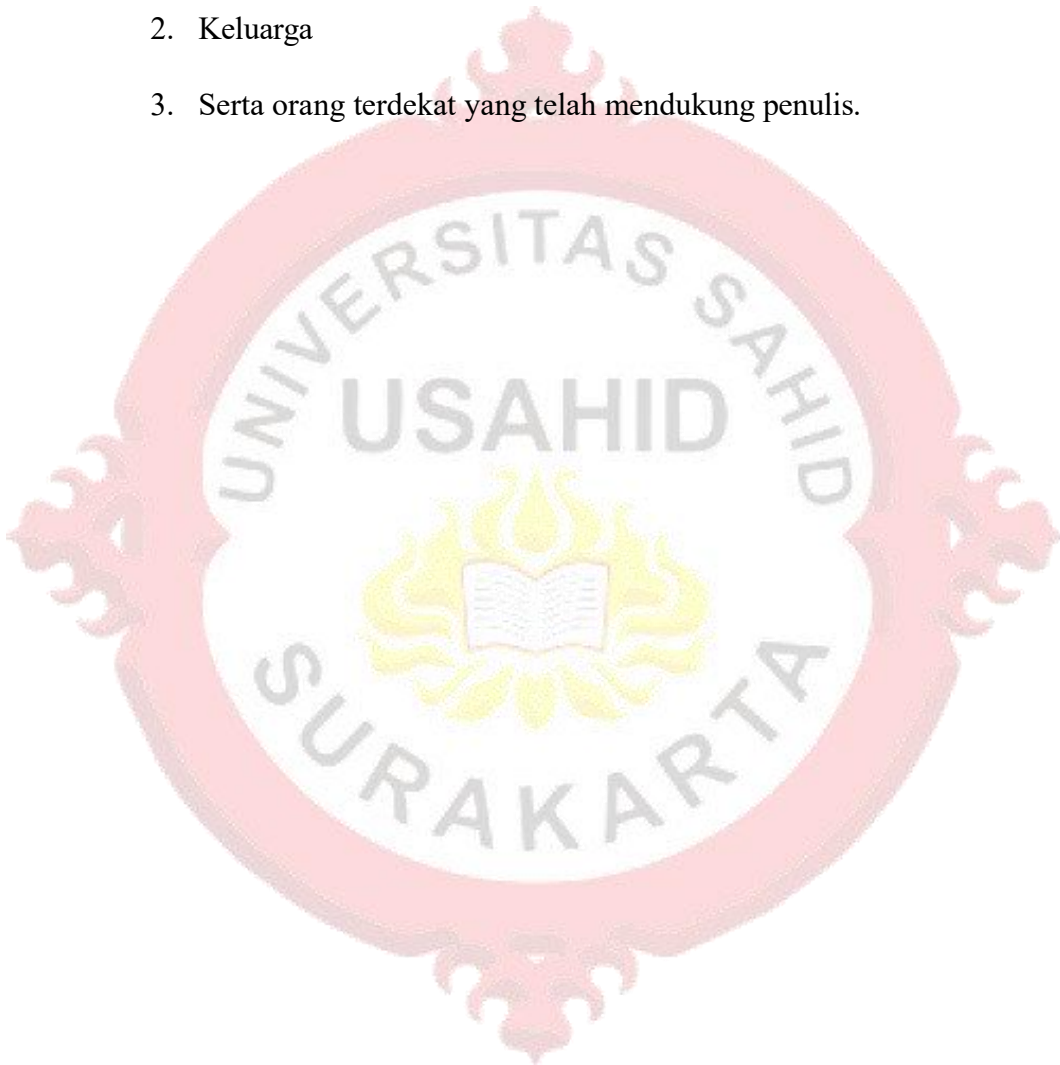 2. Keluarga
3. Serta orang terdekat yang telah mendukung penulis.
UNIVERSITAS SAHID
USAHID
SURAKARTA